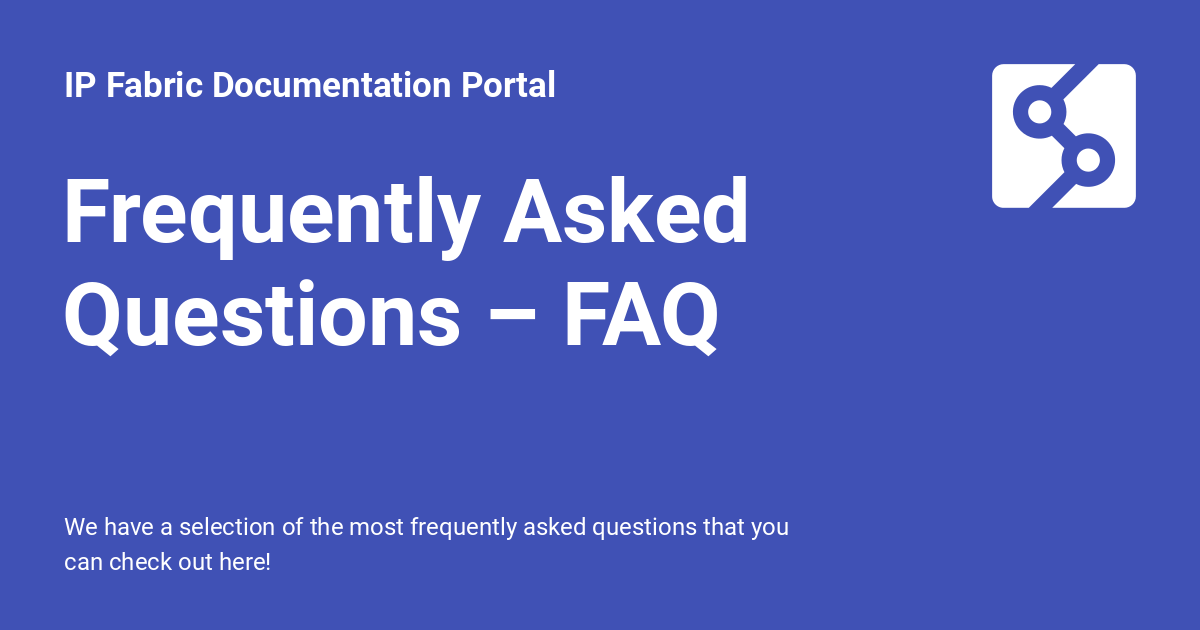 IP Fabric Documentation Portal
Frequently Asked
Questions – FAQ
We have a selection of the most frequently asked questions that you
can check out here!